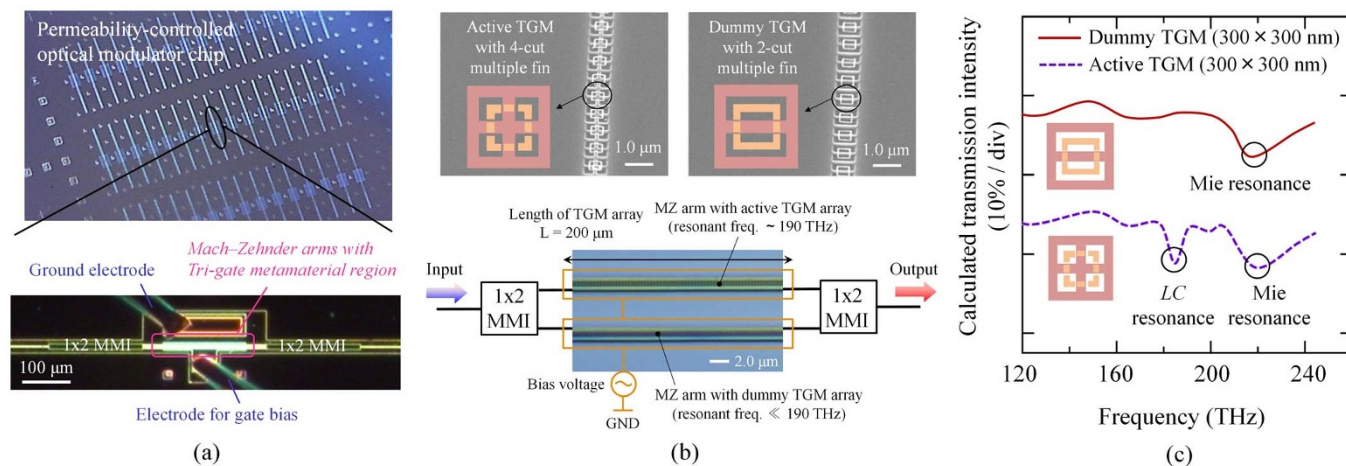 Permeability-controlled
optical modulator chip
Mach–Zehnder arms with
Tri-gate metamaterial region
Ground electrode
1x2 MMI
1x2 MMI
100 μm
Electrode for gate bias
(a)
Active TGM
with 4-cut
multiple fin
1.0 μm
Dummy TGM
with 2-cut
multiple fin
1.0 μm
Length of TGM array
L = 200 μm
MZ arm with active TGM array
(resonant freq. ~ 190 THz)
Input
Output
1x2
MMI
1x2
MMI
2.0 μm
Bias voltage
GND
MZ arm with dummy TGM array
(resonant freq. ≪ 190 THz)
(b)
Calculated transmission intensity
(10% / div)
Dummy TGM (300 × 300 nm)
Active TGM (300 × 300 nm)
Mie resonance
LC
resonance
Mie
resonance
120
160
200
240
Frequency (THz)
(c)